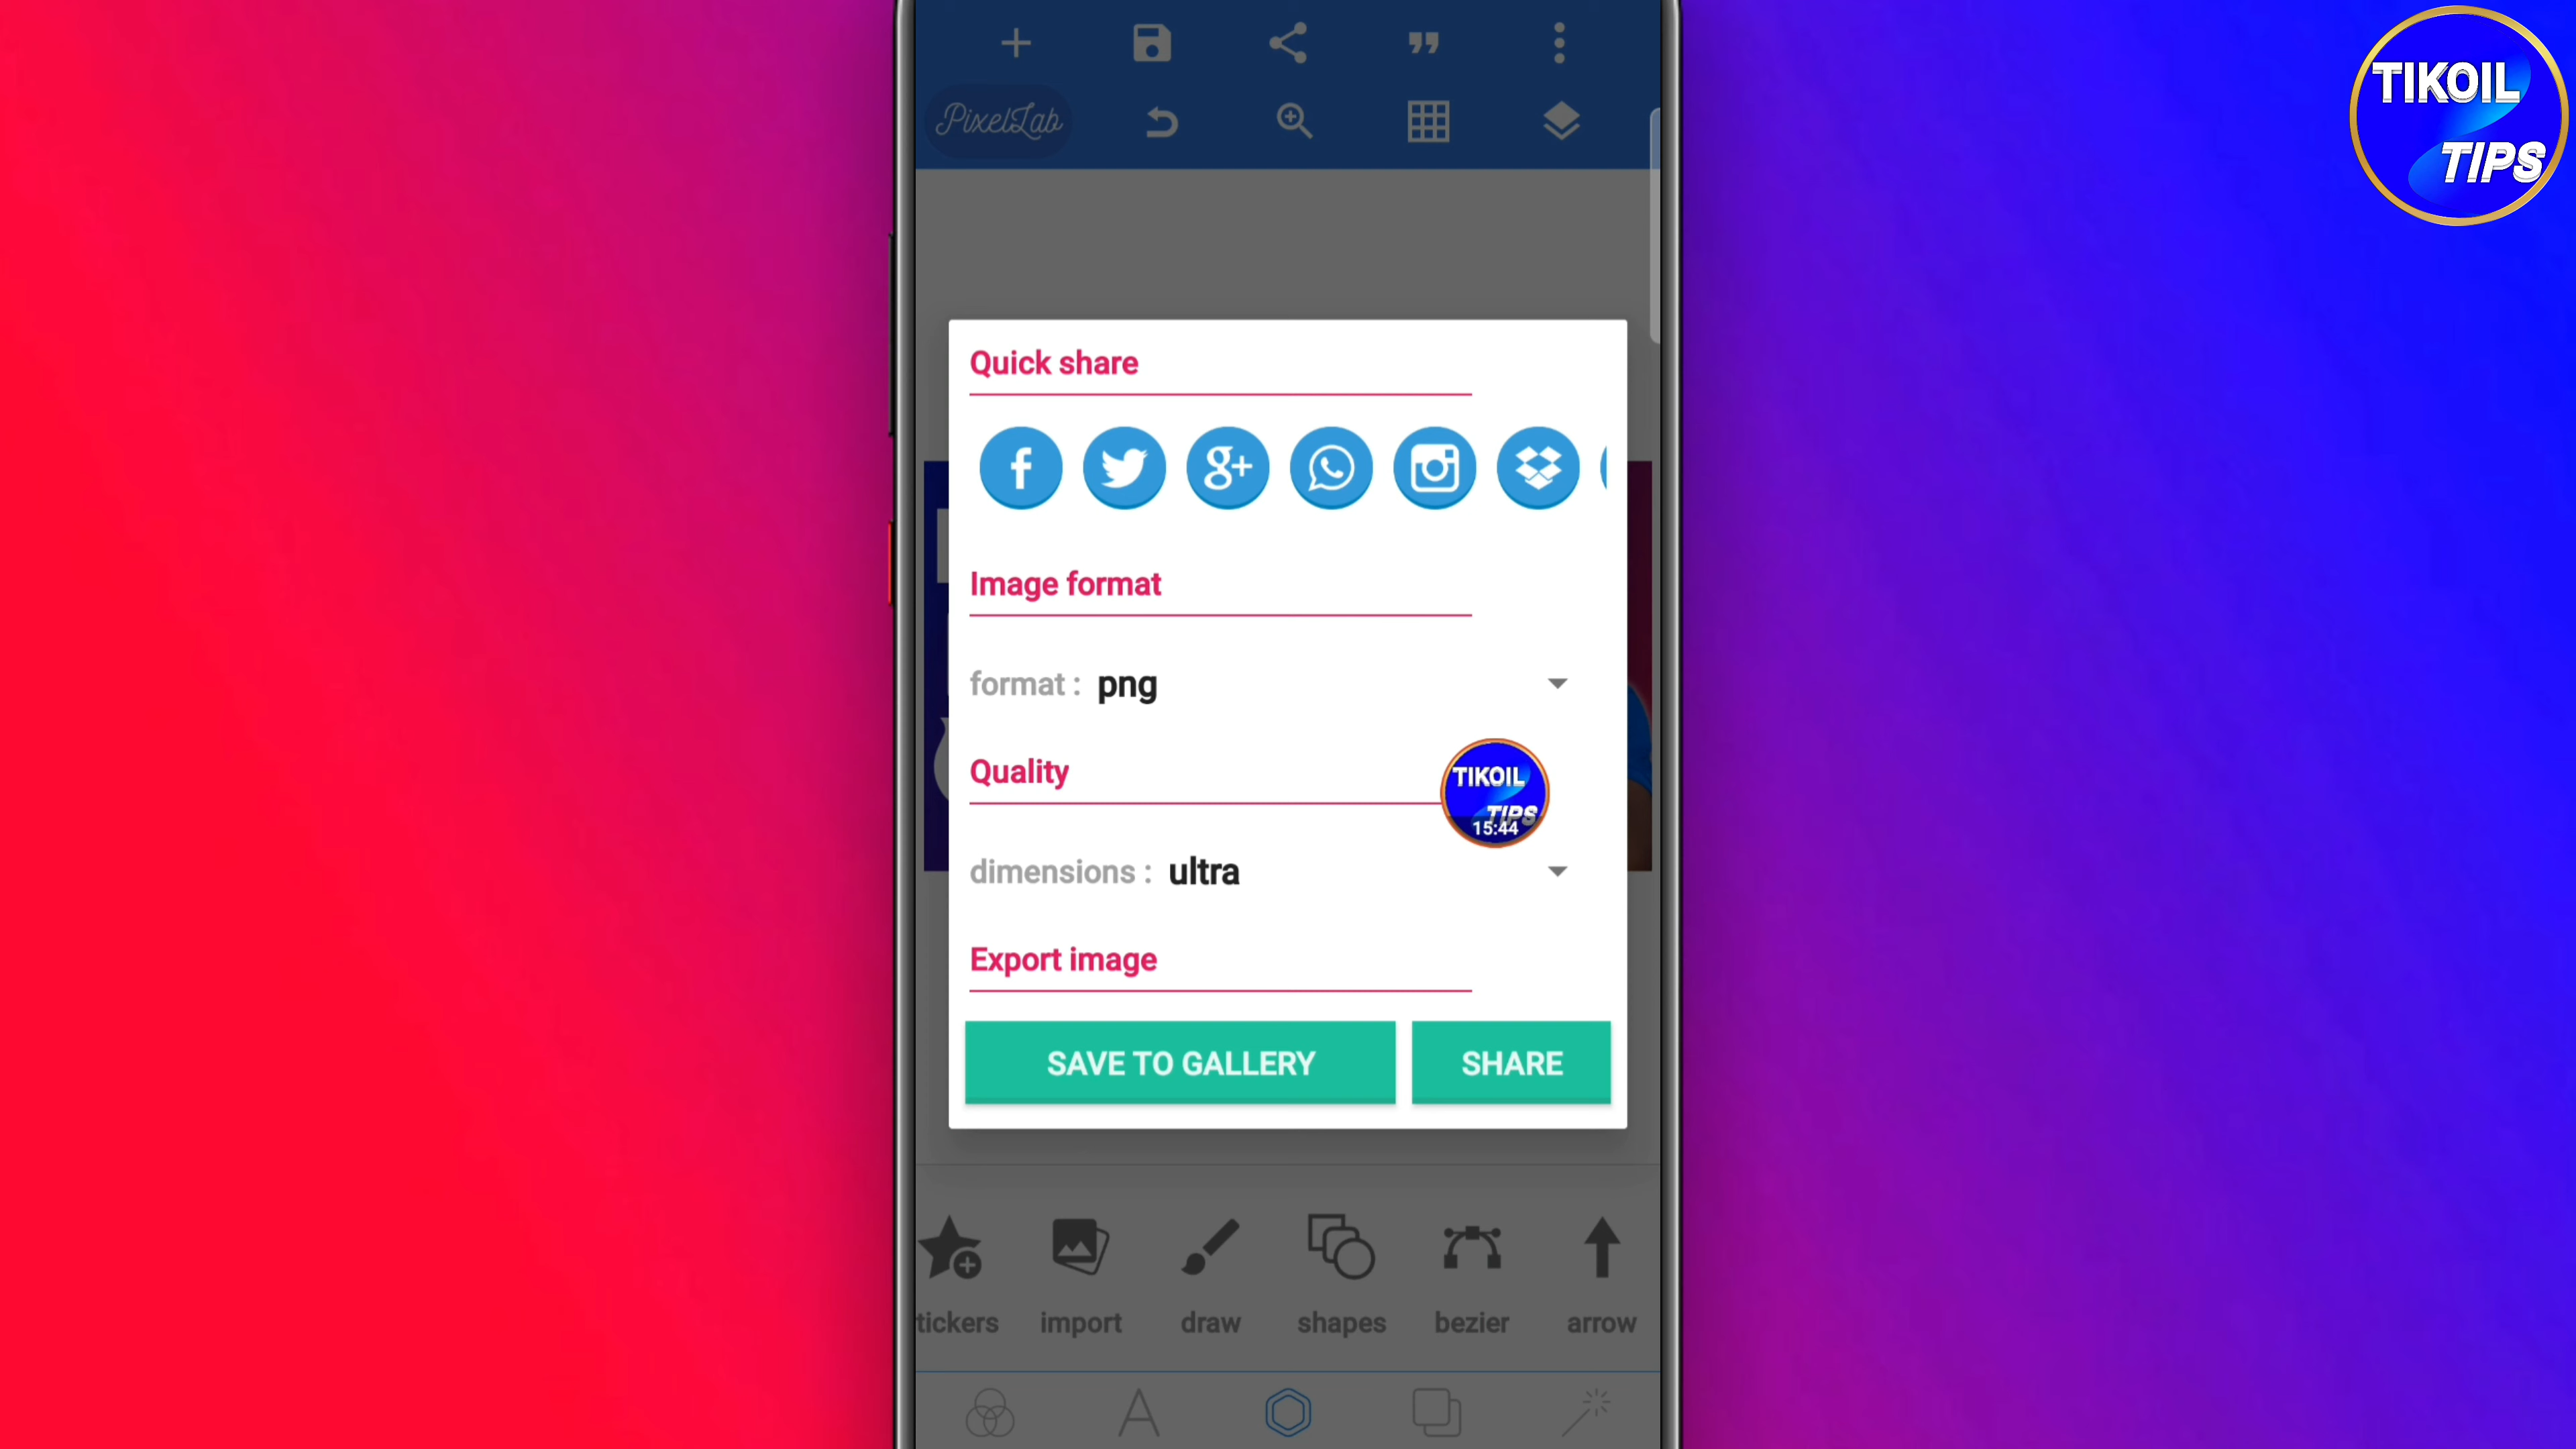 TIKOIL
TIPS
PixelLab
Quick share
Image format
format : png
Quality
TIKOIL
TIPS
15:44
dimensions : ultra
Export image
SAVE TO GALLERY
SHARE
tickers
import
draw
shapes
bezier
arrow